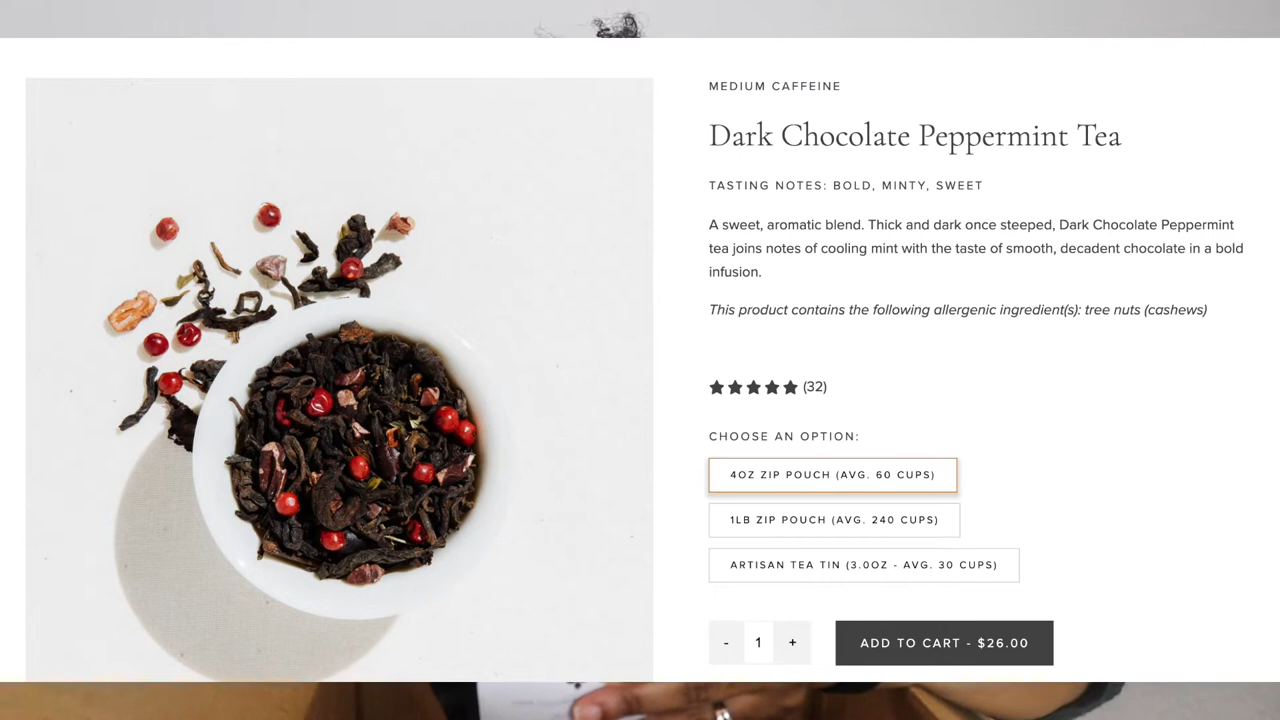 MEDIUM CAFFEINE
Dark Chocolate Peppermint Tea
TASTING NOTES: BOLD, MINTY, SWEET
A sweet, aromatic blend. Thick and dark once steeped, Dark Chocolate Peppermint
tea joins notes of cooling mint with the taste of smooth, decadent chocolate in a bold
infusion.
This product contains the following allergenic ingredient(s): tree nuts (cashews)
(32)
CHOOSE AN OPTION:
4OZ ZIP POUCH (AVG. 60 CUPS)
1LB ZIP POUCH (AVG. 240 CUPS)
ARTISAN TEA TIN (3.0OZ - AVG. 30 CUPS)
- 1 + ADD TO CART - $26.00